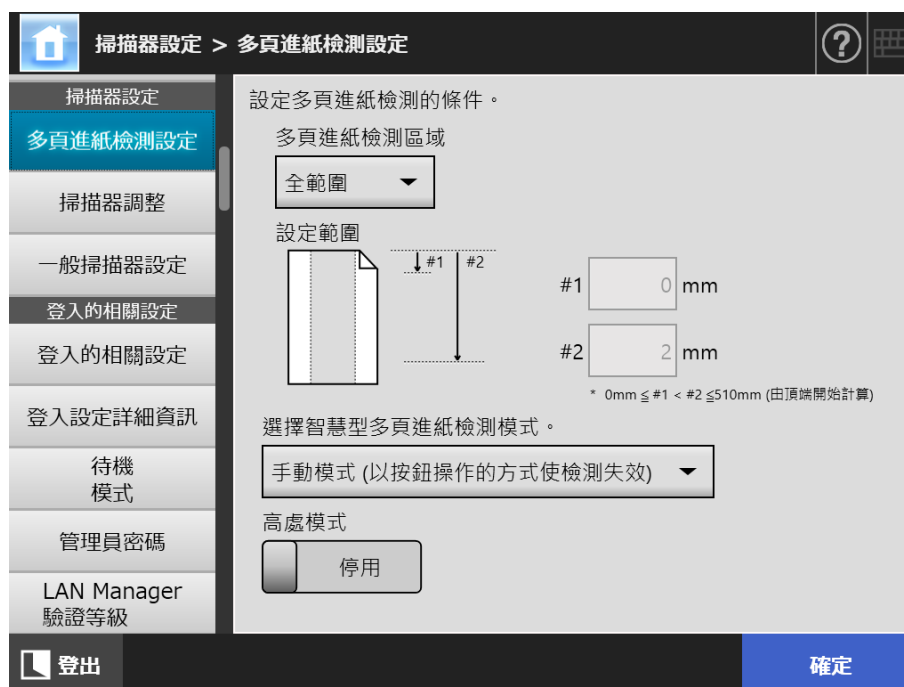 掃描器設定 > 多頁進紙檢測設定
?
掃描器設定
多頁進紙檢測設定
掃描器調整
一般掃描器設定
登入的相關設定
登入的相關設定
登入設定詳細資訊
待機
模式
管理員密碼
LAN Manager
驗證等級
設定多頁進紙檢測的條件。
多頁進紙檢測區域
全範圍
設定範圍
#1 #2
#1 0 mm
#2 2 mm
* 0mm ≦ #1 < #2 ≦510mm (由頂端開始計算)
選擇智慧型多頁進紙檢測模式。
手動模式 (以按鈕操作的方式使檢測失效)
高處模式
停用
登出
確定